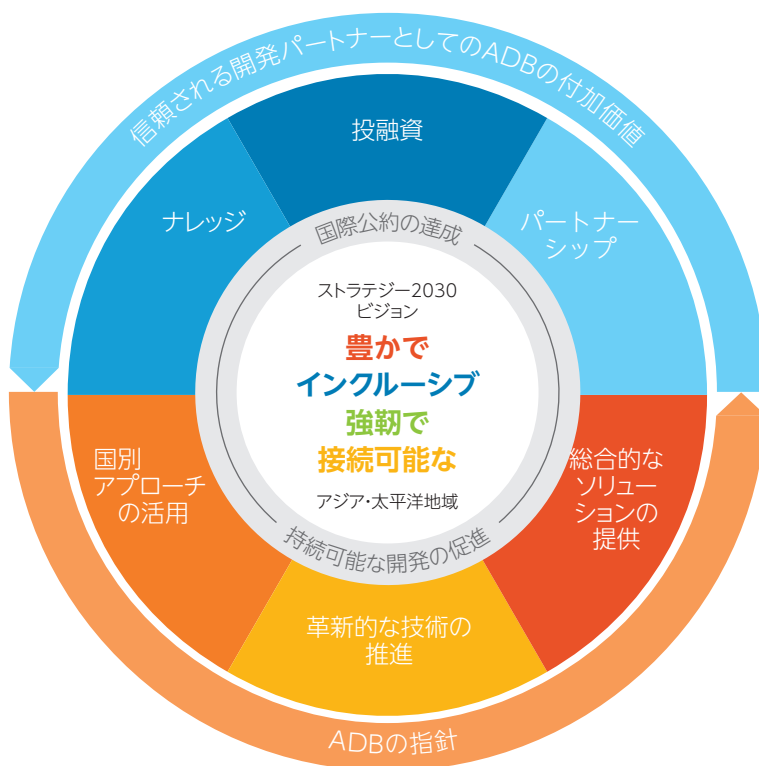 信頼される開発パートナーとしてのADBの付加価値
投融資
ナレッジ
パートナー
シップ
国際公約の達成
ストラテジー2030
ビジョン
豊かで
インクルーシブ
強靭で
接続可能な
アジア・太平洋地域
持続可能な開発の促進
国別
アプローチ
の活用
総合的な
ソリュー
ションの
提供
革新的な技術の
推進
ADBの指針